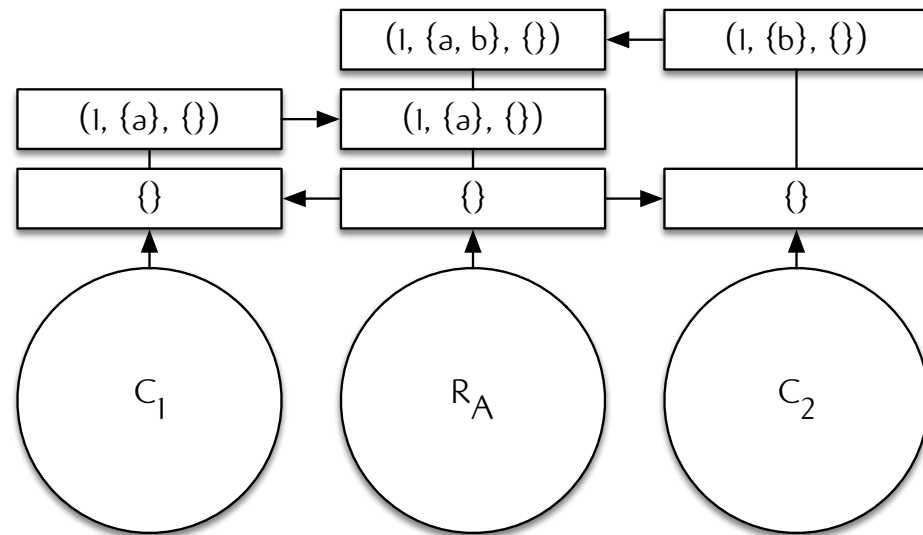 (1, {a, b}, {})
(1, {b}, {})
(1, {a}, {})
(1, {a}, {})
{}
{}
{}
C1
RA
C2